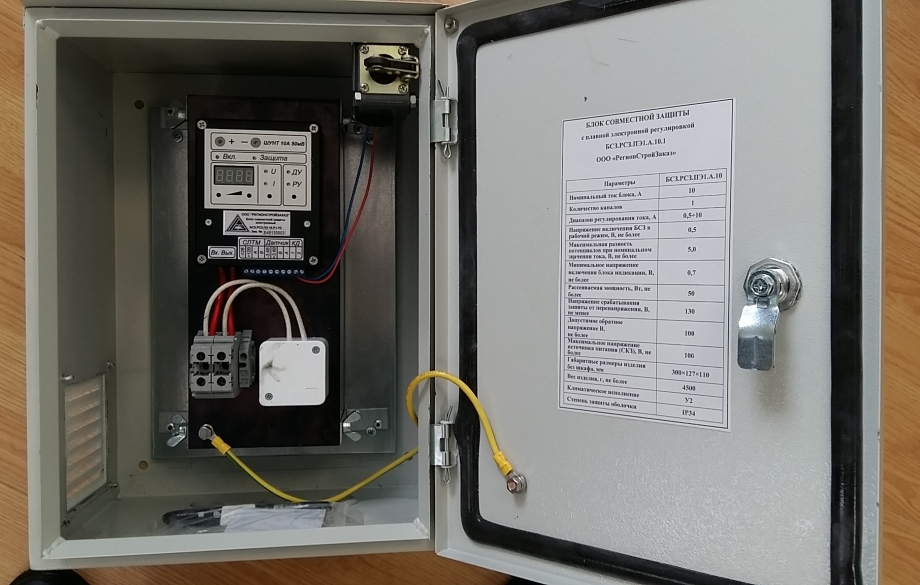 + − ШУНТ 10А 50мВ
Вкл. Защита
U ДУ
I РУ
ООО "РЕГИОНСТРОЙЗАКАЗ"
СПТМ Датчик КД
Вх. Вых.
БЛОК СОВМЕСТНОЙ ЗАЩИТЫ
с плавной электронной регулировкой
БСЗ.РСЗ.ПЭ1.А.10.1
ООО «РегионСтройЗаказ»
Параметры БСЗ.РСЗ.ПЭ1.А.10
Номинальный ток блока, А 10
Количество каналов 1
Диапазон регулирования тока, А 0,5÷10
Напряжение включения БСЗ в
рабочий режим, В, не более 0,5
Максимальная разность
потенциалов при номинальном
значении тока, В, не более 5,0
Минимальное напряжение
включения блока индикации, В,
не более 0,7
Рассеиваемая мощность, Вт, не
более 50
Напряжение срабатывания
защиты от перенапряжения, В,
не менее 130
Допустимое обратное
напряжение В,
не более 100
Максимальное напряжение
источника питания (СКЗ), В, не
более 100
Габаритные размеры изделия
без шкафа, мм 300×127×110
Вес изделия, г, не более 4500
Климатическое исполнение У2
Степень защиты оболочки IP34